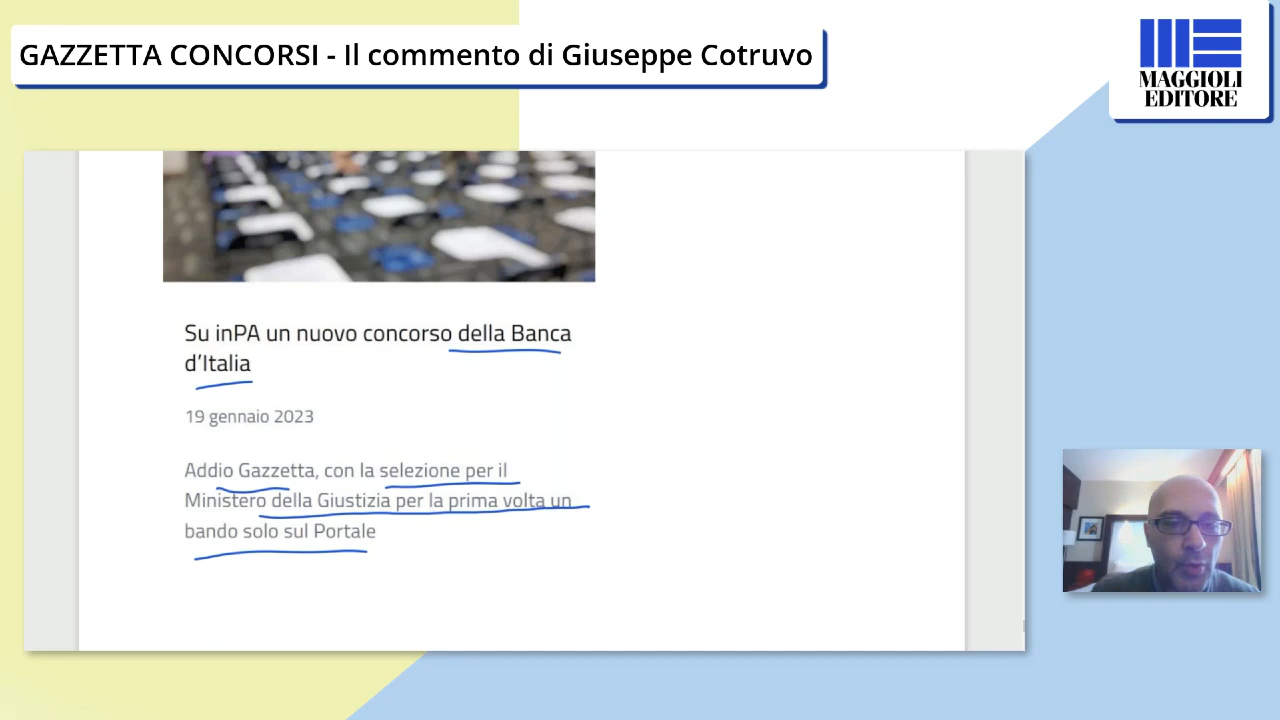 GAZZETTA CONCORSI - Il commento di Giuseppe Cotruvo
MAGGIOLI
EDITORE
Su inPA un nuovo concorso della Banca
d'Italia
19 gennaio 2023
Addio Gazzetta, con la selezione per il
Ministero della Giustizia per la prima volta un
bando solo sul Portale